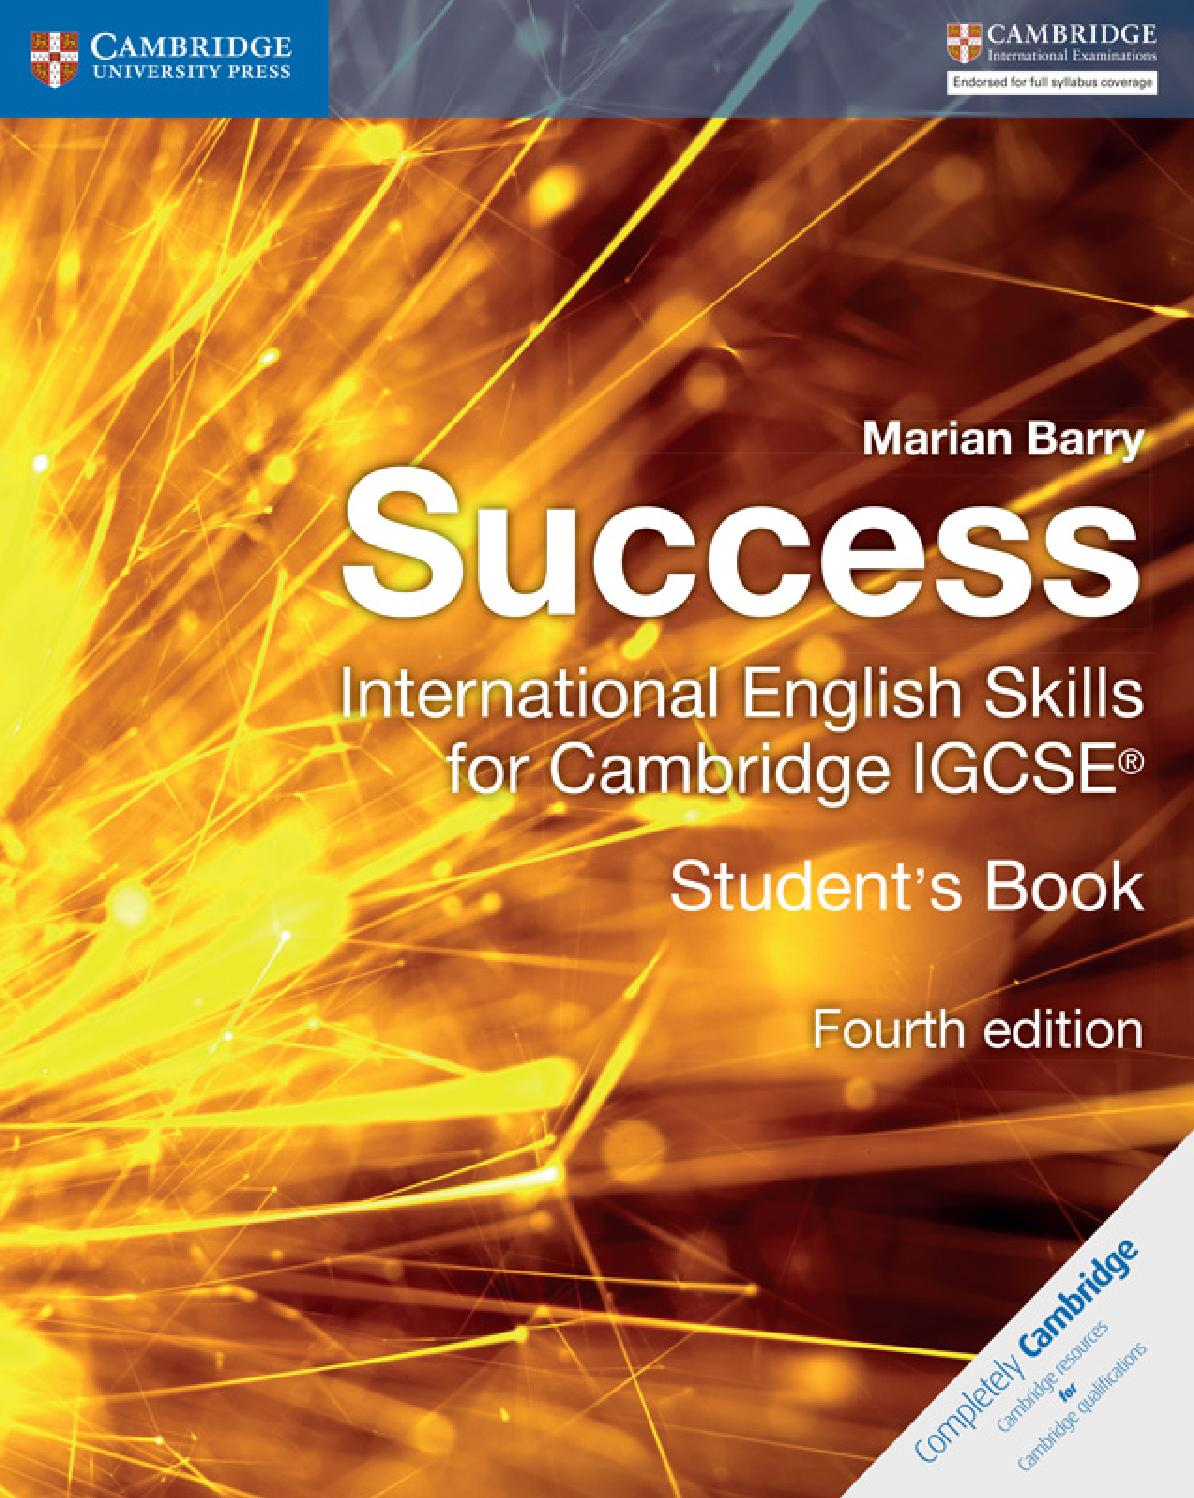 CAMBRIDGE
UNIVERSITY PRESS
CAMBRIDGE
International Examinations
Endorsed for full syllabus coverage
Marian Barry
Success
International English Skills
for Cambridge IGCSE®
Student's Book
Fourth edition
Completely Cambridge
Cambridge resources
for
Cambridge qualifications